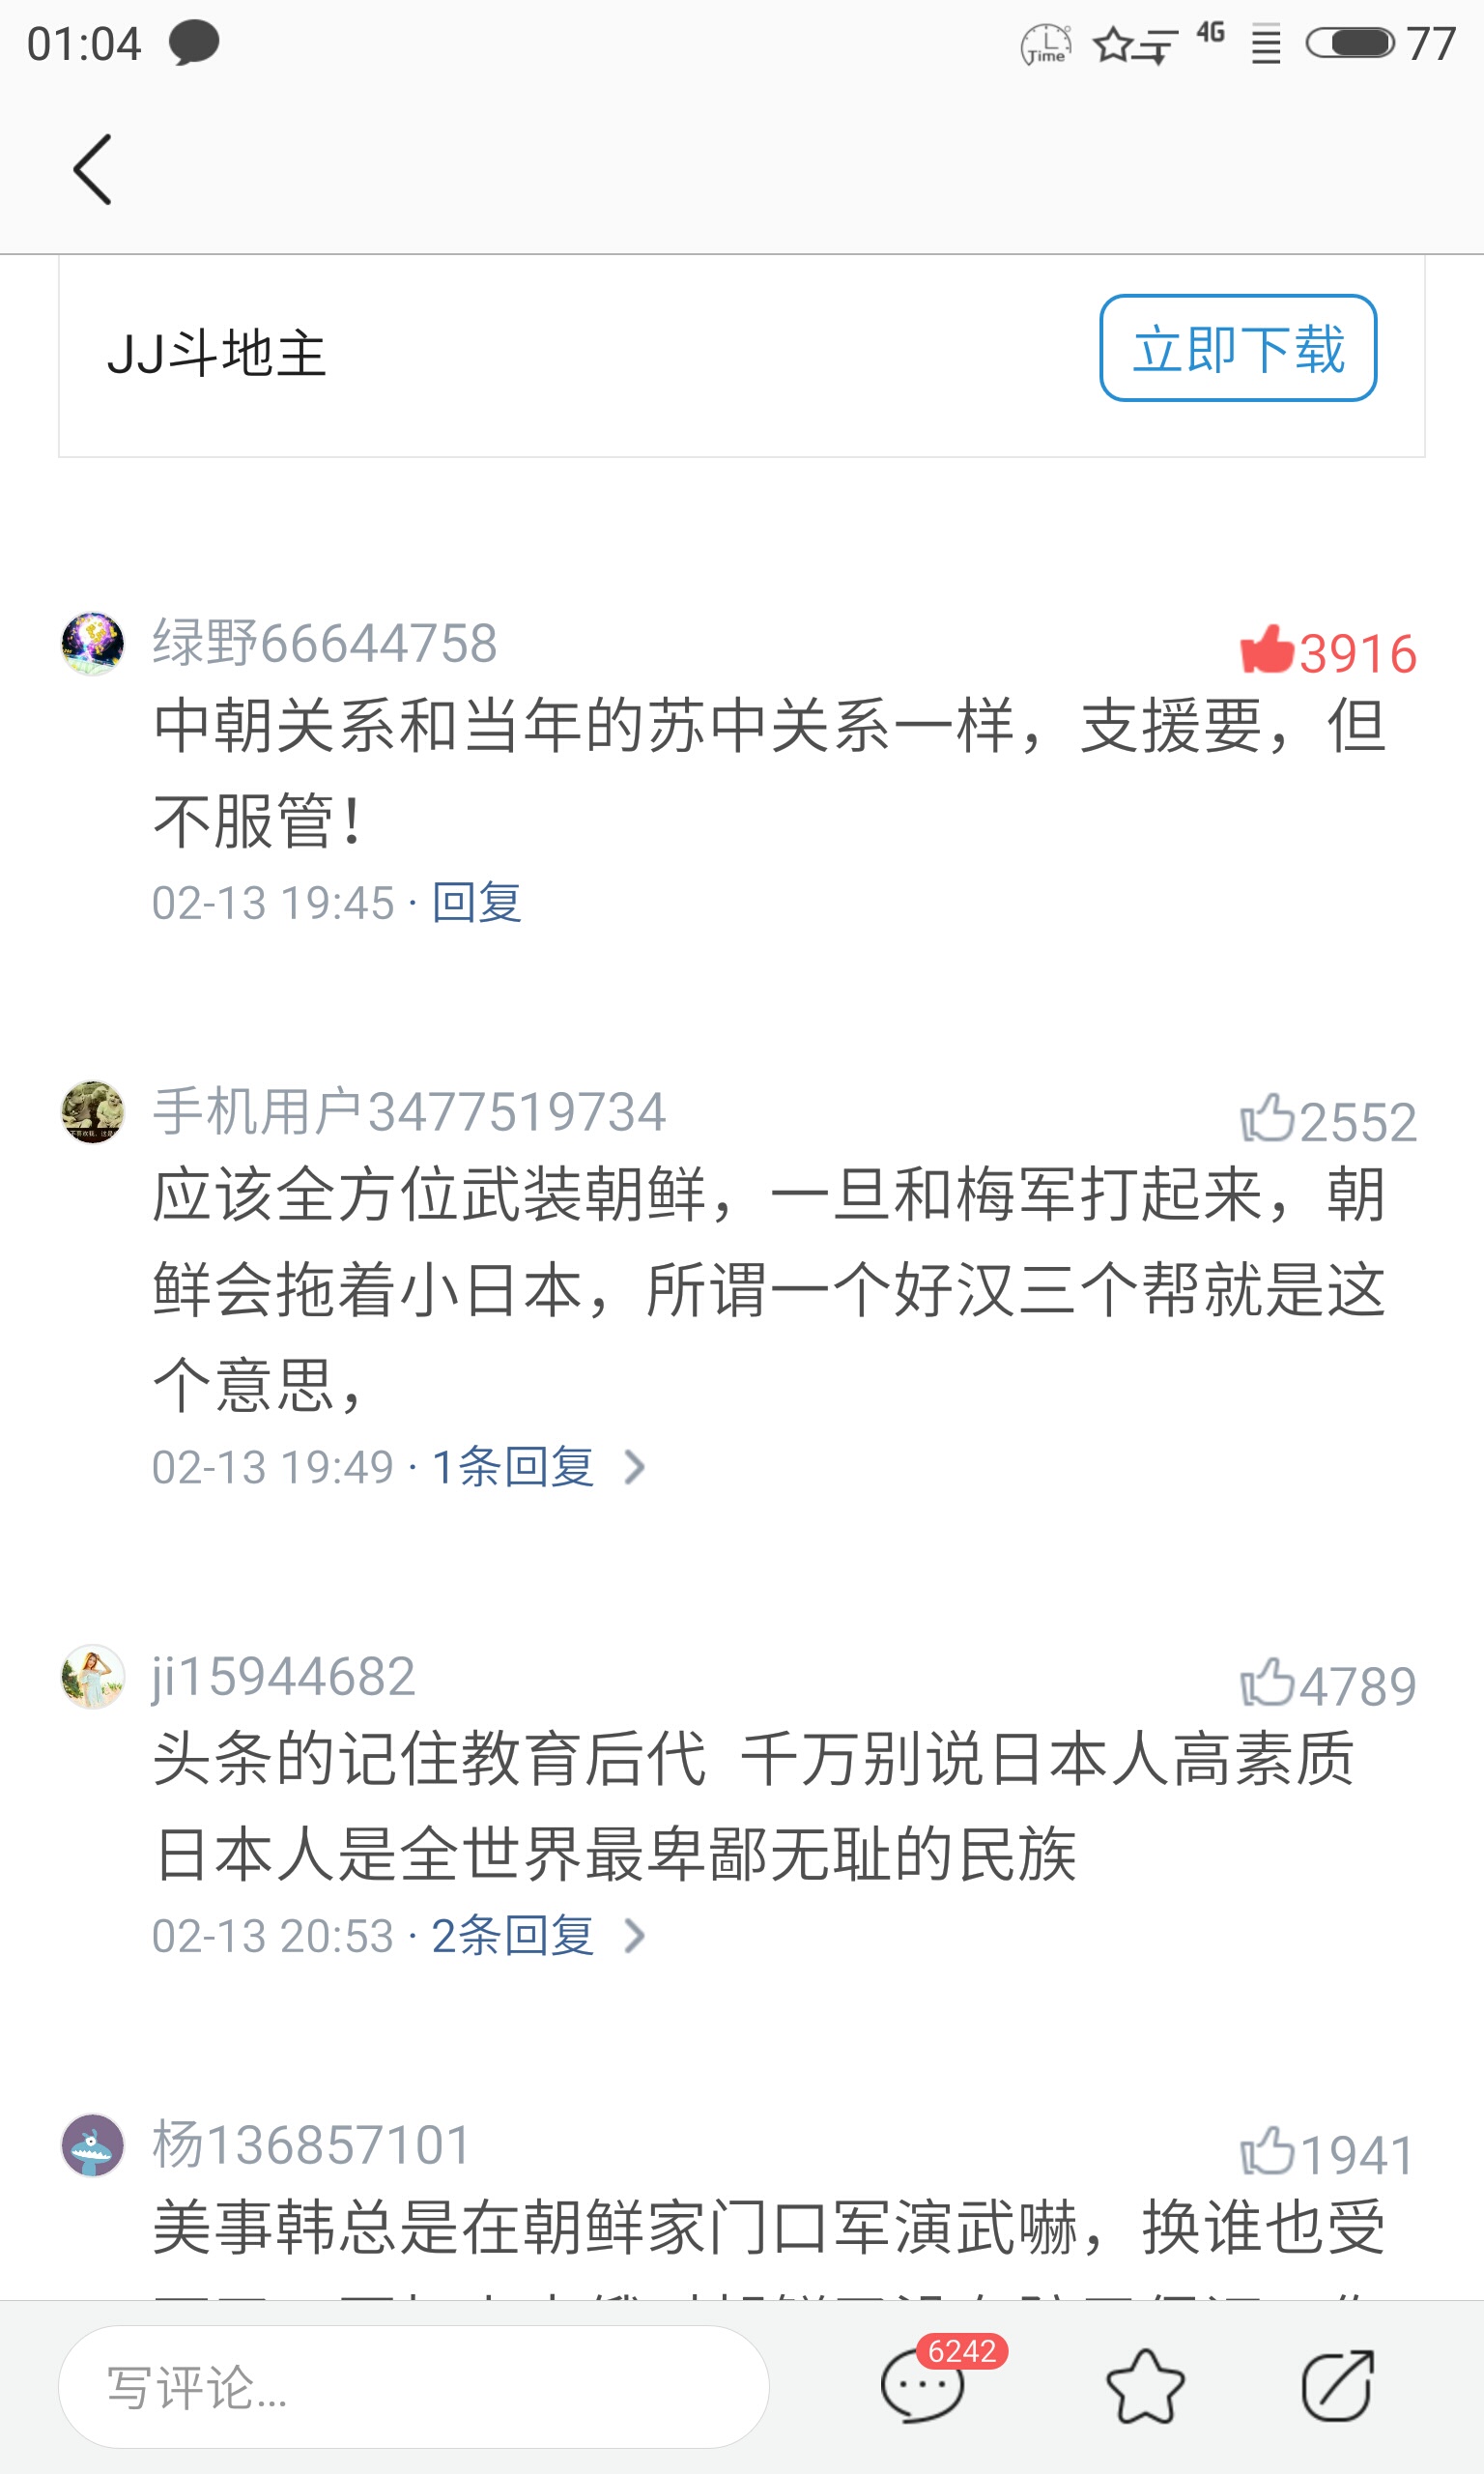 01:04
Time
4G
77
JJ斗地主
立即下载
绿野66644758
3916
中朝关系和当年的苏中关系一样，支援要，但
不服管！
02-13 19:45 · 回复
手机用户3477519734
2552
应该全方位武装朝鲜，一旦和梅军打起来，朝
鲜会拖着小日本，所谓一个好汉三个帮就是这
个意思，
02-13 19:49 · 1条回复
ji15944682
4789
头条的记住教育后代 千万别说日本人高素质
日本人是全世界最卑鄙无耻的民族
02-13 20:53 · 2条回复
杨136857101
1941
美事韩总是在朝鲜家门口军演武嚇，换谁也受
写评论...
6242